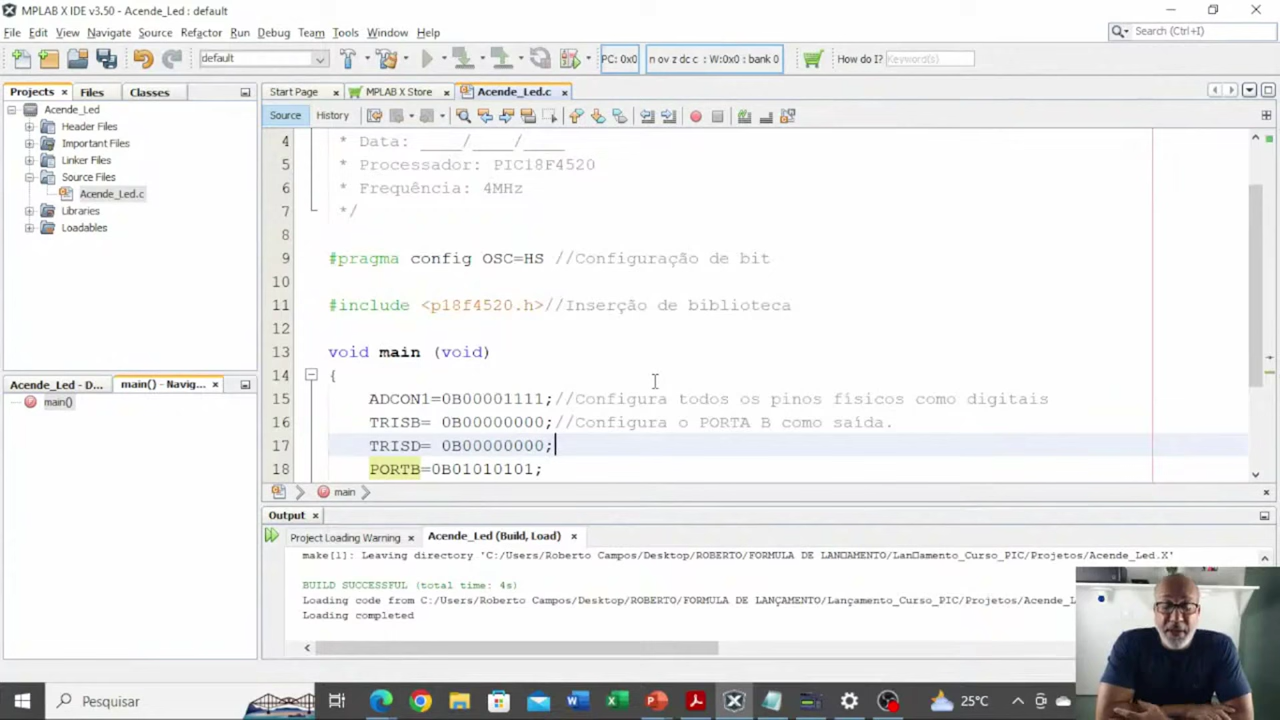 MPLAB X IDE v3.50 - Acende_Led : default
File Edit View Navigate Source Refactor Run Debug Team Tools Window Help
Search (Ctrl+I)
default
PC: 0x0
n ov z dc c : W:0x0 : bank 0
How do I?
Keyword(s)
Projects Files Classes
Start Page MPLAB X Store Acende_Led.c
Acende_Led
Header Files
Important Files
Linker Files
Source Files
Acende_Led.c
Libraries
Loadables
Source History
4 * Data: ____/____/____
5 * Processador: PIC18F4520
6 * Frequência: 4MHz
7 */
8
9 #pragma config OSC=HS //Configuração de bit
10
11 #include <p18f4520.h>//Inserção de biblioteca
12
13 void main (void)
14 {
15 ADCON1=0B00001111;//Configura todos os pinos físicos como digitais
16 TRISB= 0B00000000;//Configura o PORTA B como saída.
17 TRISD= 0B00000000;
18 PORTB=0B01010101;
main
Acende_Led - D... main() - Navig...
main()
Output
Project Loading Warning Acende_Led (Build, Load)
make[1]: Leaving directory 'C:/Users/Roberto Campos/Desktop/ROBERTO/FORMULA DE LAN□AMENTO/Lan□amento_Curso_PIC/Projetos/Acende_Led.X'
BUILD SUCCESSFUL (total time: 4s)
Loading code from C:/Users/Roberto Campos/Desktop/ROBERTO/FORMULA DE LANÇAMENTO/Lançamento_Curso_PIC/Projetos/Acende_L
Loading completed
Pesquisar
25°C